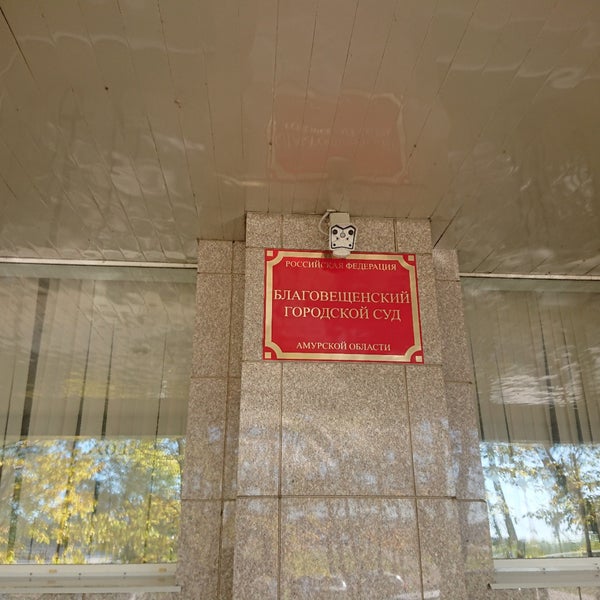 РОССИЙСКАЯ ФЕДЕРАЦИЯ
БЛАГОВЕЩЕНСКИЙ
ГОРОДСКОЙ СУД
АМУРСКОЙ ОБЛАСТИ